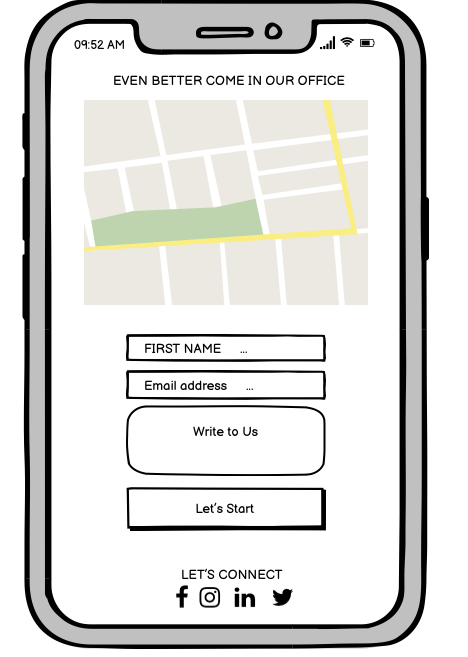 09:52 AM
EVEN BETTER COME IN OUR OFFICE
FIRST NAME ...
Email address ...
Write to Us
Let's Start
LET'S CONNECT